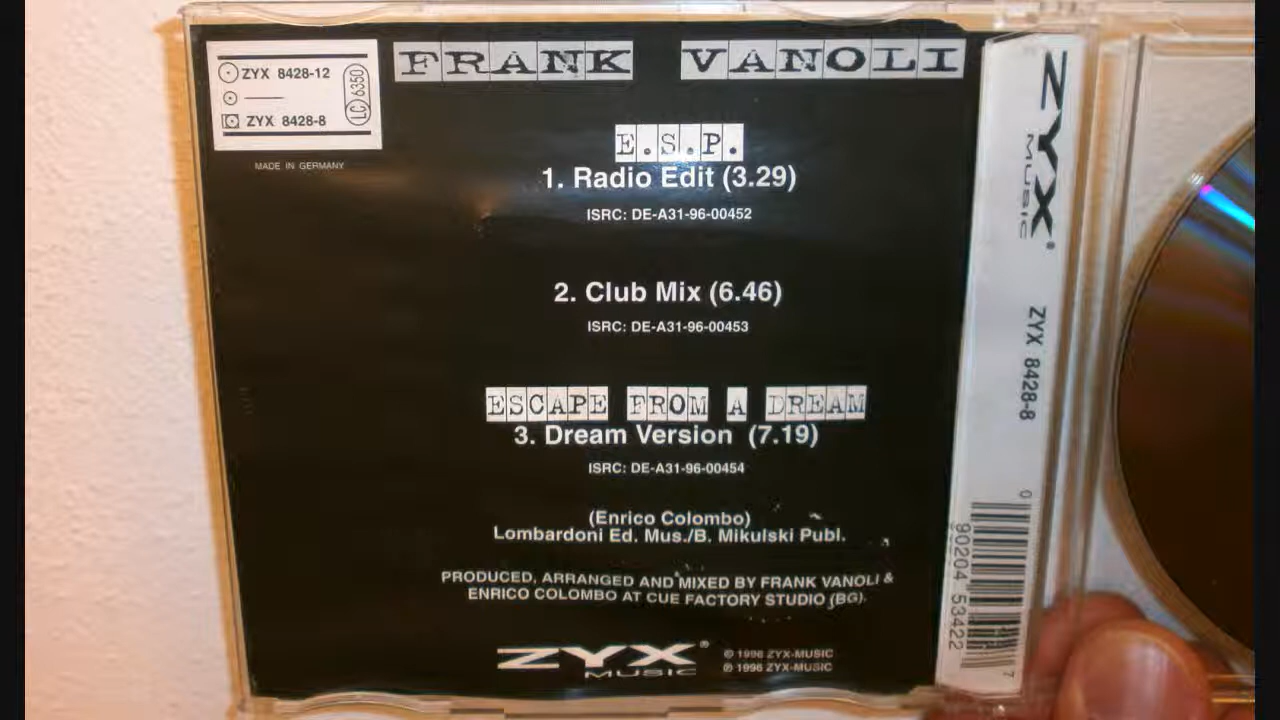 ZYX 8428-12
ZYX 8428-8
LC 6350
MADE IN GERMANY
FRANK VANOLI
E.S.P.
1. Radio Edit (3.29)
ISRC: DE-A31-96-00452
2. Club Mix (6.46)
ISRC: DE-A31-96-00453
ESCAPE FROM A DREAM
3. Dream Version (7.19)
ISRC: DE-A31-96-00454
(Enrico Colombo)
Lombardoni Ed. Mus./B. Mikulski Publ.
PRODUCED, ARRANGED AND MIXED BY FRANK VANOLI &
ENRICO COLOMBO AT CUE FACTORY STUDIO (BG).
ZYX®
MUSIC
© 1996 ZYX-MUSIC
℗ 1996 ZYX-MUSIC
ZYX®
MUSIC
ZYX 8428-8
0 90204 53422 7